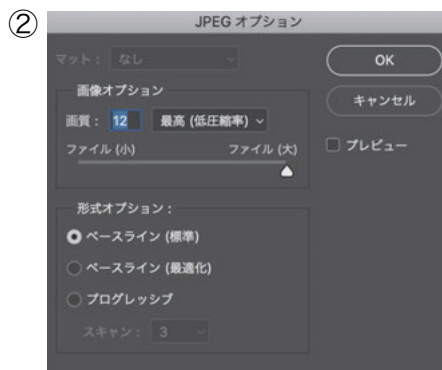 ②
JPEG オプション
マット： なし
OK
画像オプション
キャンセル
画質： 12 最高 (低圧縮率)
ファイル (小) ファイル (大)
プレビュー
形式オプション：
ベースライン (標準)
ベースライン (最適化)
プログレッシブ
スキャン： 3